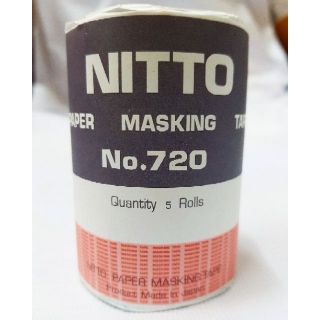 NITTO
PAPER MASKING TAPE
No.720
Quantity 5 Rolls
NITTO PAPER MASKING TAPE
Product Made in Japan